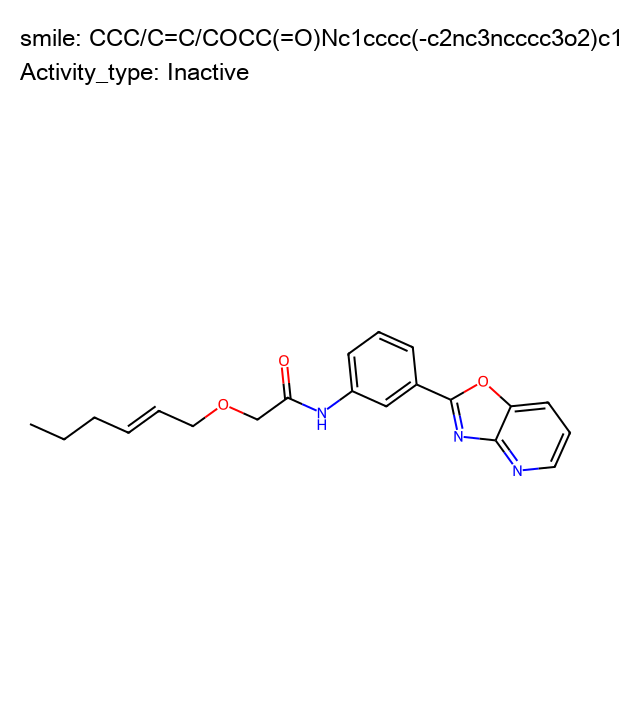 smile: CCC/C=C/COCC(=O)Nc1cccc(-c2nc3ncccc3o2)c1
Activity_type: Inactive
O
O
O
N
H
N
N